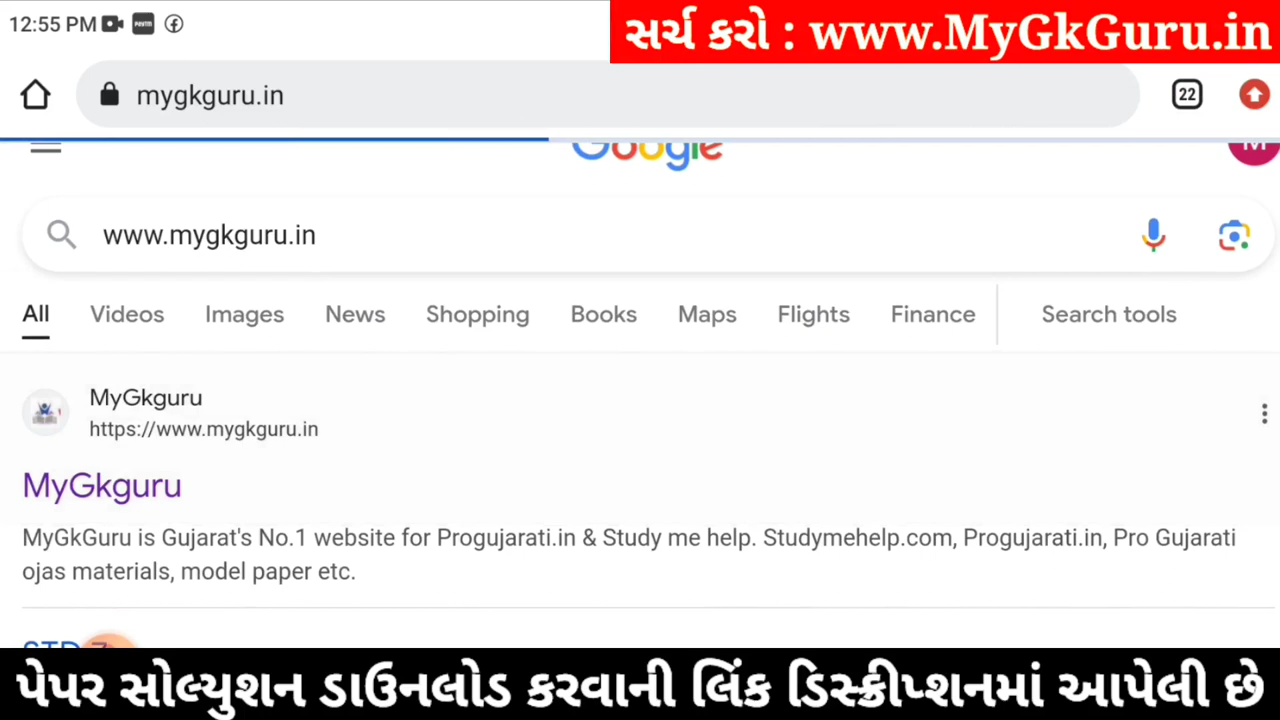 12:55 PM
સર્ચ કરો : www.MyGkGuru.in
mygkguru.in
22
Google
M
www.mygkguru.in
All Videos Images News Shopping Books Maps Flights Finance Search tools
MyGkguru
https://www.mygkguru.in
MyGkguru
MyGkGuru is Gujarat's No.1 website for Progujarati.in & Study me help. Studymehelp.com, Progujarati.in, Pro Gujarati
ojas materials, model paper etc.
પેપર સોલ્યુશન ડાઉનલોડ કરવાની લિંક ડિસ્ક્રીપ્શનમાં આપેલી છે